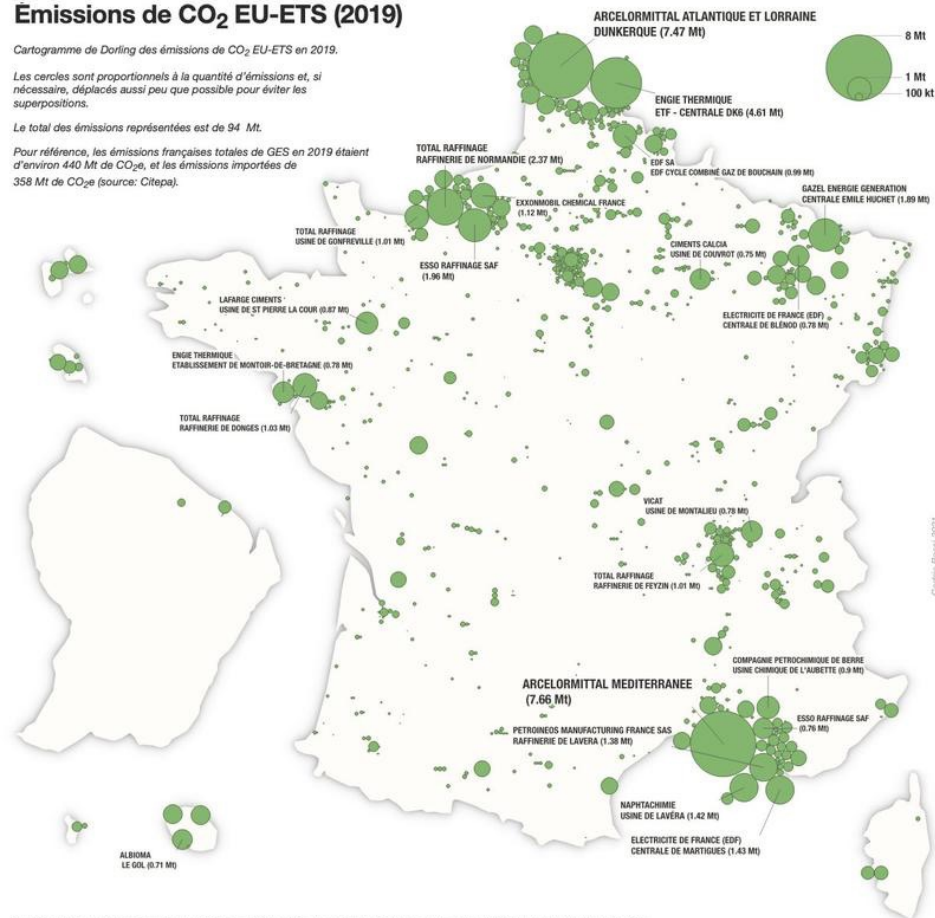 Émissions de CO₂ EU-ETS (2019)
Cartogramme de Dorling des émissions de CO₂ EU-ETS en 2019.
Les cercles sont proportionnels à la quantité d'émissions et, si
nécessaire, déplacés aussi peu que possible pour éviter les
superpositions.
Le total des émissions représentées est de 94 Mt.
Pour référence, les émissions françaises totales de GES en 2019 étaient
d'environ 440 Mt de CO₂e, et les émissions importées de
358 Mt de CO₂e (source: Citepa).
ARCELORMITTAL ATLANTIQUE ET LORRAINE
DUNKERQUE (7.47 Mt)
8 Mt
1 Mt
100 kt
ENGIE THERMIQUE
ETF - CENTRALE DK6 (4.61 Mt)
TOTAL RAFFINAGE
RAFFINERIE DE NORMANDIE (2.37 Mt)
EDF SA
EDF CYCLE COMBINÉ GAZ DE BOUCHAIN (0.99 Mt)
GAZEL ENERGIE GENERATION
CENTRALE EMILE HUCHET (1.89 Mt)
EXXONMOBIL CHEMICAL FRANCE
(1.12 Mt)
TOTAL RAFFINAGE
USINE DE GONFREVILLE (1.01 Mt)
CIMENTS CALCIA
USINE DE COUVROT (0.75 Mt)
ESSO RAFFINAGE SAF
(1.96 Mt)
LAFARGE CIMENTS
USINE DE ST PIERRE LA COUR (0.87 Mt)
ELECTRICITE DE FRANCE (EDF)
CENTRALE DE BLÉNOD (0.78 Mt)
ENGIE THERMIQUE
ETABLISSEMENT DE MONTOIR-DE-BRETAGNE (0.78 Mt)
TOTAL RAFFINAGE
RAFFINERIE DE DONGES (1.03 Mt)
VICAT
USINE DE MONTALIEU (0.78 Mt)
TOTAL RAFFINAGE
RAFFINERIE DE FEYZIN (1.01 Mt)
COMPAGNIE PETROCHIMIQUE DE BERRE
USINE CHIMIQUE DE L'AUBETTE (0.9 Mt)
ARCELORMITTAL MEDITERRANEE
(7.66 Mt)
ESSO RAFFINAGE SAF
(0.76 Mt)
PETROINEOS MANUFACTURING FRANCE SAS
RAFFINERIE DE LAVERA (1.38 Mt)
NAPHTACHIMIE
USINE DE LAVÉRA (1.42 Mt)
ELECTRICITE DE FRANCE (EDF)
CENTRALE DE MARTIGUES (1.43 Mt)
ALBIOMA
LE GOL (0.71 Mt)